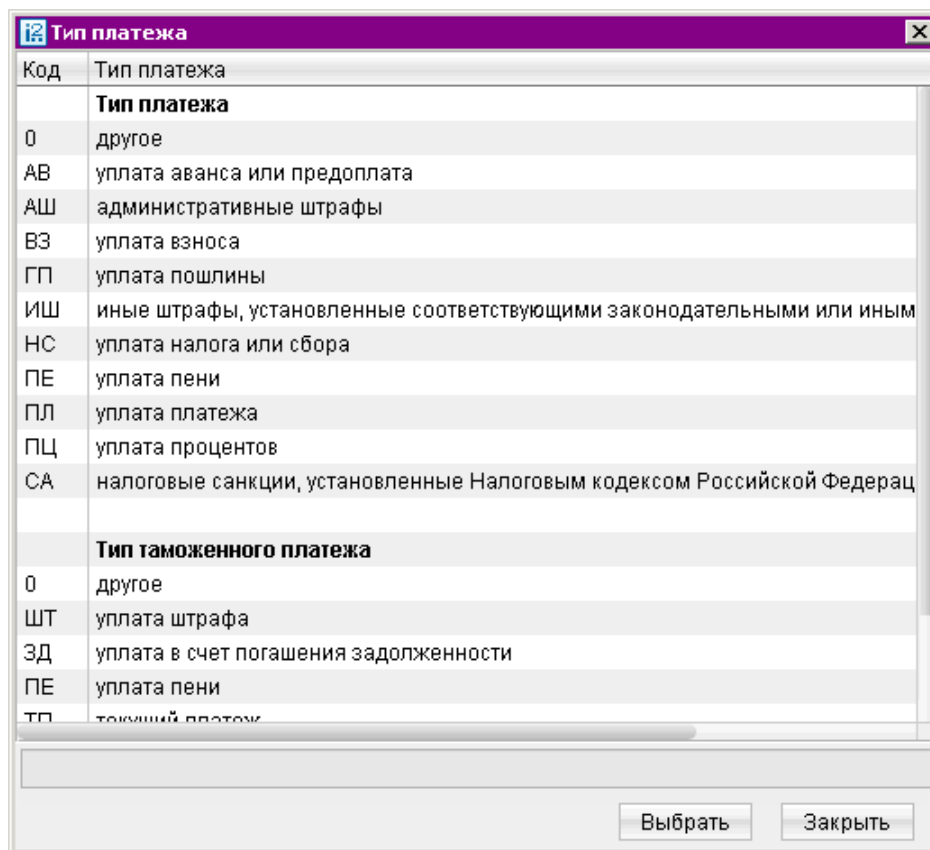 Тип платежа
Код Тип платежа
Тип платежа
0 другое
АВ уплата аванса или предоплата
АШ административные штрафы
ВЗ уплата взноса
ГП уплата пошлины
ИШ иные штрафы, установленные соответствующими законодательными или иным
НС уплата налога или сбора
ПЕ уплата пени
ПЛ уплата платежа
ПЦ уплата процентов
СА налоговые санкции, установленные Налоговым кодексом Российской Федерац
Тип таможенного платежа
0 другое
ШТ уплата штрафа
ЗД уплата в счет погашения задолженности
ПЕ уплата пени
ТП текущий платеж
Выбрать Закрыть